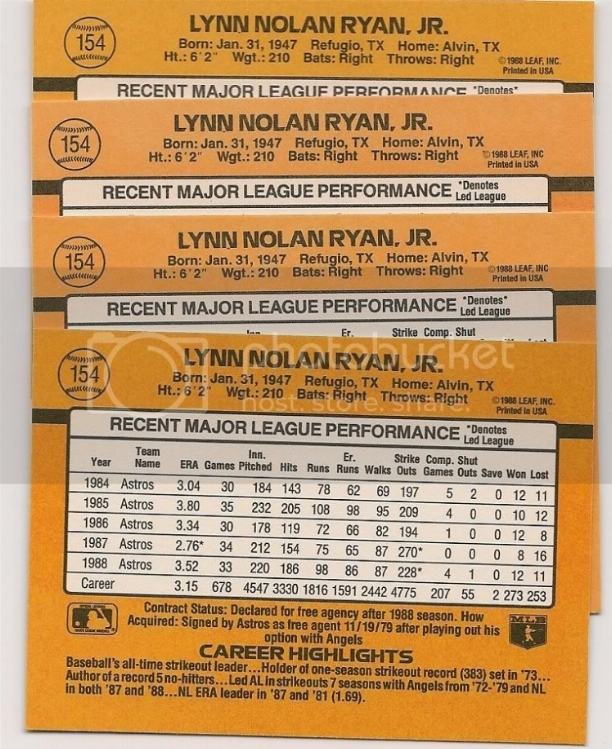 154
LYNN NOLAN RYAN, JR.
Born: Jan. 31, 1947 Refugio, TX Home: Alvin, TX
Ht.: 6'2" Wgt.: 210 Bats: Right Throws: Right
©1988 LEAF, INC.
Printed in USA
RECENT MAJOR LEAGUE PERFORMANCE *Denotes
154
LYNN NOLAN RYAN, JR.
Born: Jan. 31, 1947 Refugio, TX Home: Alvin, TX
Ht.: 6'2" Wgt.: 210 Bats: Right Throws: Right
©1988 LEAF, INC
Printed in USA
RECENT MAJOR LEAGUE PERFORMANCE *Denotes
Led League
154
LYNN NOLAN RYAN, JR.
Born: Jan. 31, 1947 Refugio, TX Home: Alvin, TX
Ht.: 6'2" Wgt.: 210 Bats: Right Throws: Right
©1988 LEAF, INC
Printed in USA
RECENT MAJOR LEAGUE PERFORMANCE *Denotes*
Led League
Inn. Er. Strike Comp. Shut
photobucket
host. store. share.
154
LYNN NOLAN RYAN, JR.
Born: Jan. 31, 1947 Refugio, TX Home: Alvin, TX
Ht.: 6'2" Wgt.: 210 Bats: Right Throws: Right
©1988 LEAF, INC.
Printed in USA
RECENT MAJOR LEAGUE PERFORMANCE *Denotes
Led League
Year Team Name ERA Games Inn. Pitched Hits Runs Er. Runs Walks Strike Outs Comp. Games Shut Outs Save Won Lost
1984 Astros 3.04 30 184 143 78 62 69 197 5 2 0 12 11
1985 Astros 3.80 35 232 205 108 98 95 209 4 0 0 10 12
1986 Astros 3.34 30 178 119 72 66 82 194 1 0 0 12 8
1987 Astros 2.76* 34 212 154 75 65 87 270* 0 0 0 8 16
1988 Astros 3.52 33 220 186 98 86 87 228* 4 1 0 12 11
Career 3.15 678 4547 3330 1816 1591 2442 4775 207 55 2 273 253
Contract Status: Declared for free agency after 1988 season. How
Acquired: Signed by Astros as free agent 11/19/79 after playing out his
option with Angels
MLB
CAREER HIGHLIGHTS
Baseball's all-time strikeout leader...Holder of one-season strikeout record (383) set in '73...
Author of a record 5 no-hitters...Led AL in strikeouts 7 seasons with Angels from '72-'79 and NL
in both '87 and '88...NL ERA leader in '87 and '81 (1.69).